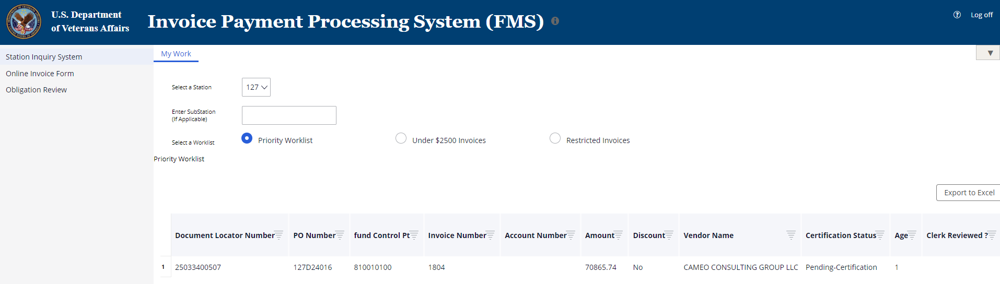 U.S. Department
of Veterans Affairs
Invoice Payment Processing System (FMS)
Log off
Station Inquiry System
Online Invoice Form
Obligation Review
My Work
Select a Station
127
Enter SubStation
(If Applicable)
Select a Worklist
Priority Worklist
Under $2500 Invoices
Restricted Invoices
Priority Worklist
Export to Excel
Document Locator Number PO Number fund Control Pt Invoice Number Account Number Amount Discount Vendor Name Certification Status Age Clerk Reviewed ?
1 25033400507 127D24016 810010100 1804 70865.74 No CAMEO CONSULTING GROUP LLC Pending-Certification 1